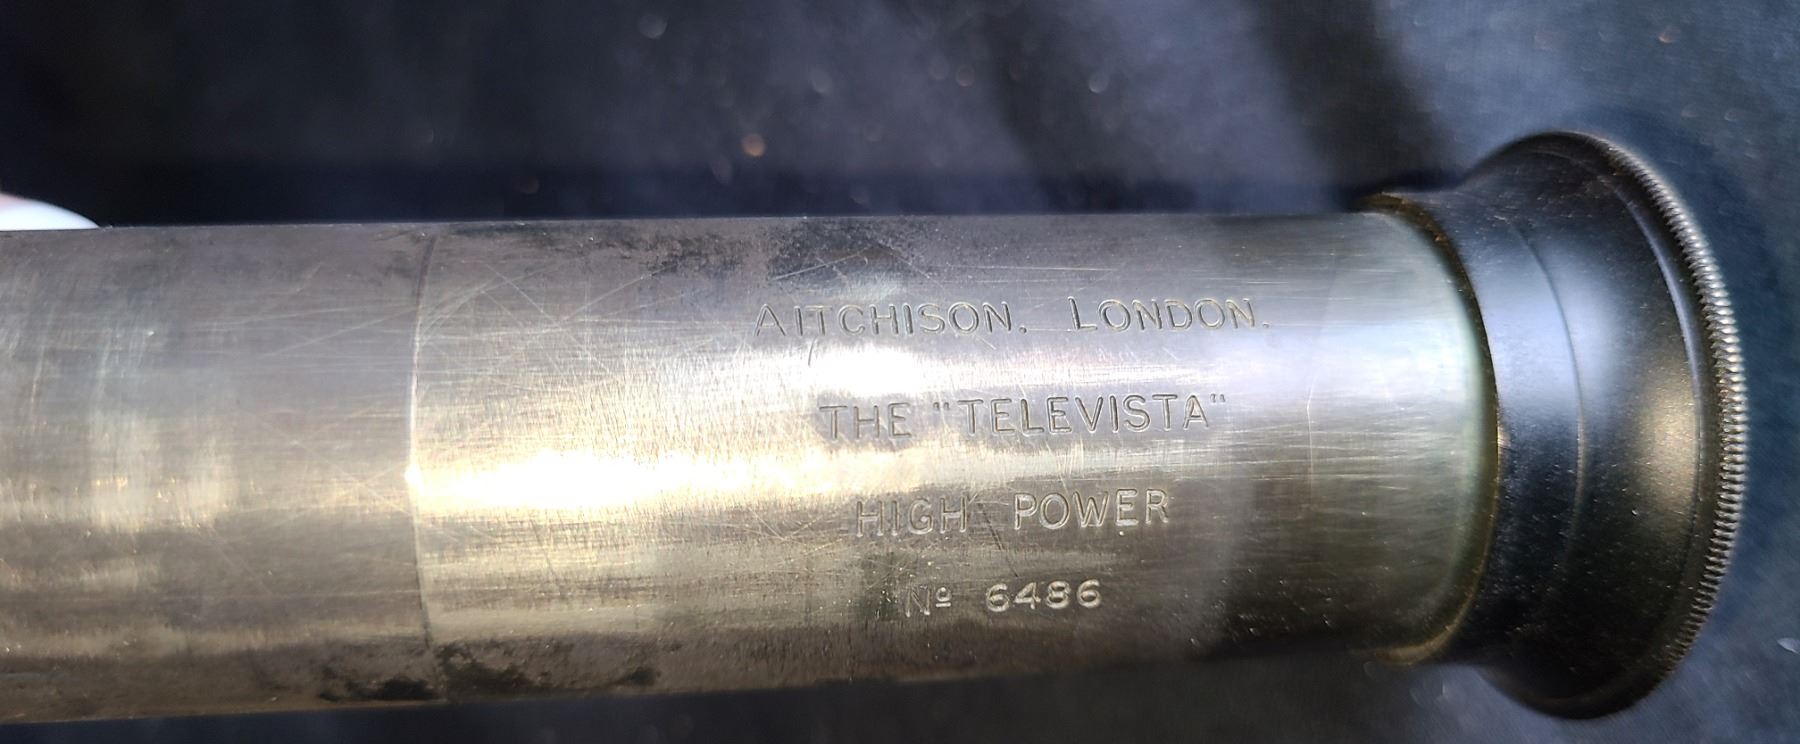 AITCHISON. LONDON.
THE "TELEVISTA"
HIGH POWER
Nº 6486